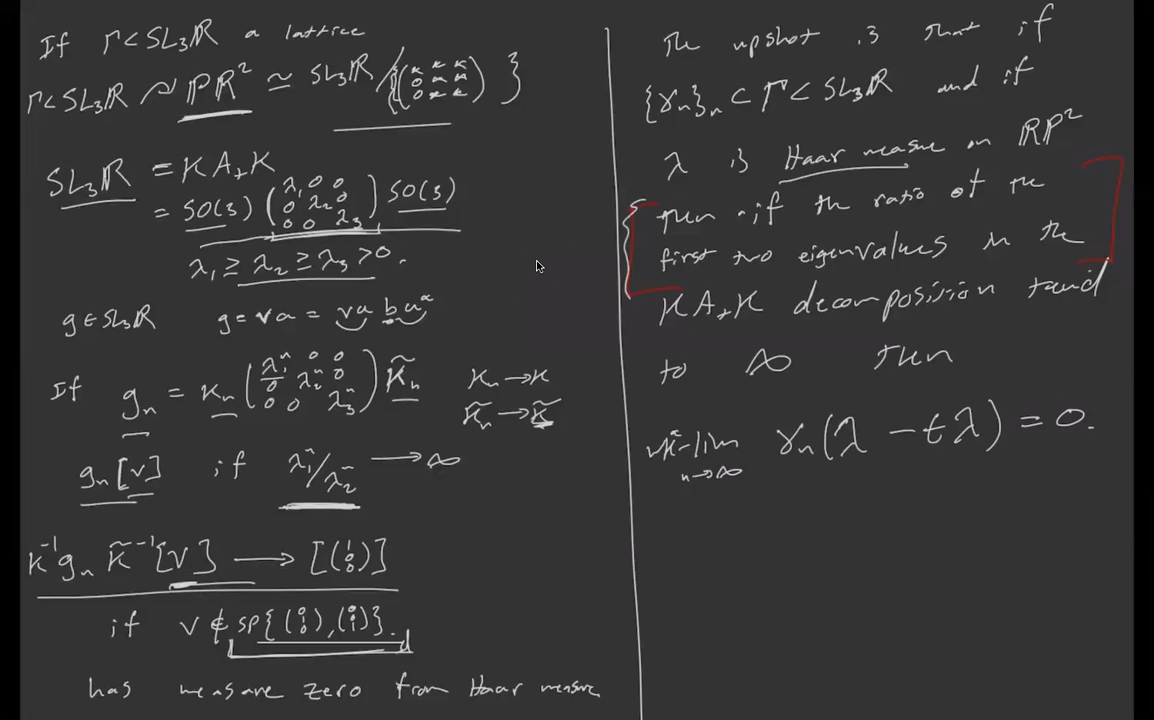 If Γ<SL₃ℝ a lattice
Γ<SL₃ℝ ↷ ℙℝ² ≃ SL₃ℝ/{(* * * 0 * * 0 * *)}
SL₃ℝ = KA₊K
= SO(3) (λ₁ 0 0 0 λ₂ 0 0 0 λ₃) SO(3)
λ₁ ≥ λ₂ ≥ λ₃ > 0.
g∈SL₃ℝ g = va = va b u*
If gₙ = Kₙ (λ₁ⁿ 0 0 0 λ₂ⁿ 0 0 0 λ₃ⁿ) K̃ₙ Kₙ → K
K̃ₙ → K̃
gₙ[v] if λ₁ⁿ/λ₂ⁿ → ∞
K⁻¹gₙ K̃⁻¹[v] → [(1 0 0)]
if v ∉ sp{(0 1 0), (0 0 1)}.
has measure zero from Haar measure
The upshot is that if
{γₙ}ₙ ⊂ Γ < SL₃ℝ and if
λ is Haar measure on ℝP²
then if the ratio of the
first two eigenvalues in the
KA₊K decomposition tend
to ∞ then
wk*-lim n→∞ γₙ(λ - tλ) = 0.